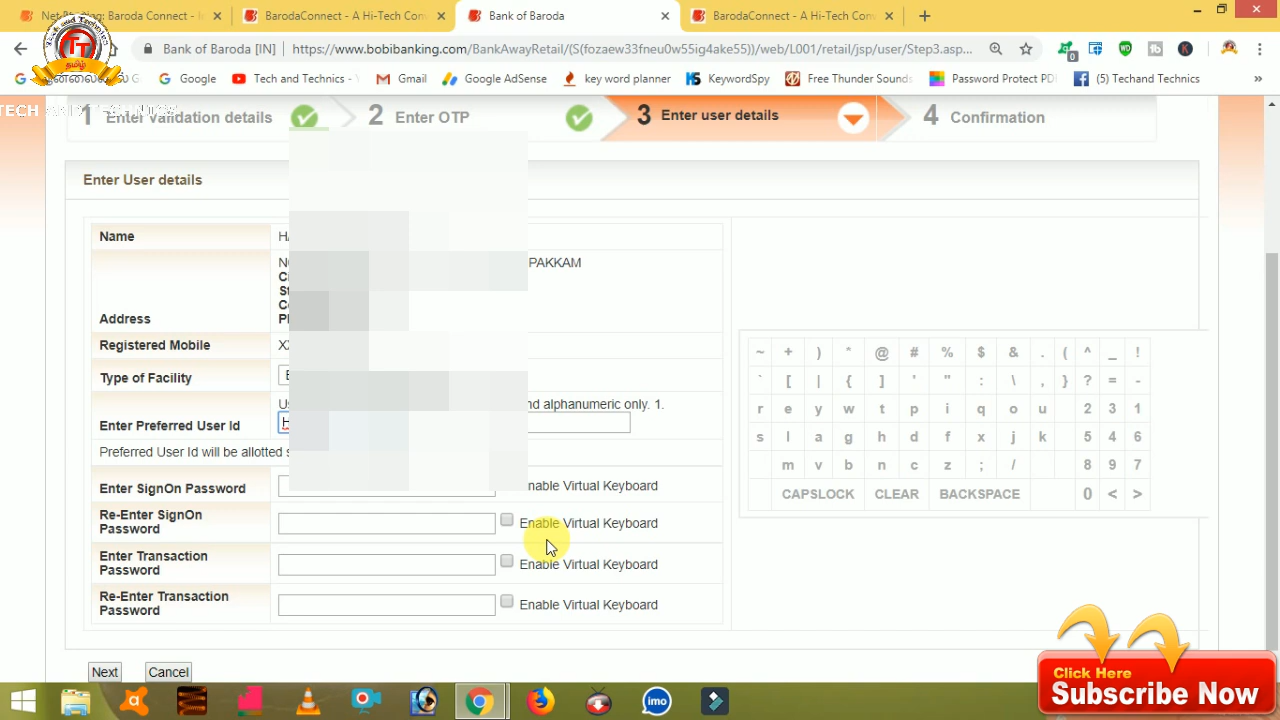 BarodaConnect - A Hi-Tech Con
Bank of Baroda
BarodaConnect - A Hi-Tech Con
Bank of Baroda [IN] https://www.bobibanking.com/BankAwayRetail/(S(fozaew33fneu0w55ig4ake55))/web/L001/retail/jsp/user/Step3.asp...
Google
Tech and Technics -
Gmail
Google AdSense
key word planner
KeywordSpy
Free Thunder Sounds
Password Protect PD
(5) Techand Technics
»
1 Enter Validation details
2 Enter OTP
3 Enter user details
4 Confirmation
Enter User details
Name
Address
PAKKAM
Registered Mobile
Type of Facility
nd alphanumeric only. 1.
Enter Preferred User Id
Preferred User Id will be allotted
Enter SignOn Password
nable Virtual Keyboard
Re-Enter SignOn Password
Enable Virtual Keyboard
Enter Transaction Password
Enable Virtual Keyboard
Re-Enter Transaction Password
Enable Virtual Keyboard
~ + ) * @ # % $ & . ( ^ _ !
` [ | { ] ' " : \ , } ? = -
r e y w t p i q o u 2 3 1
s l a g h d f x j k 5 4 6
m v b n c z ; / 8 9 7
CAPSLOCK CLEAR BACKSPACE 0 < >
Next
Cancel
Click Here
Subscribe Now
imo